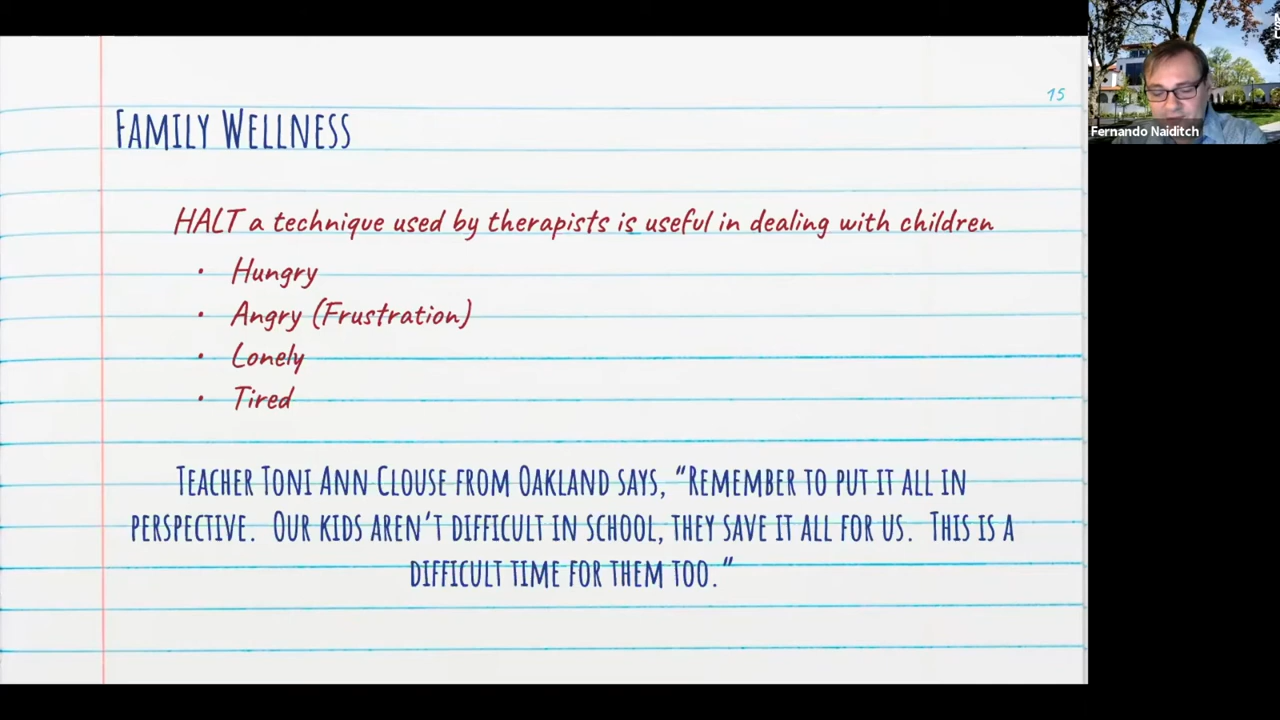 15
Family Wellness
HALT a technique used by therapists is useful in dealing with children
• Hungry
• Angry (Frustration)
• Lonely
• Tired
Teacher Toni Ann Clouse from Oakland says, “Remember to put it all in
perspective. Our kids aren’t difficult in school, they save it all for us. This is a
difficult time for them too.”
Fernando Naiditch